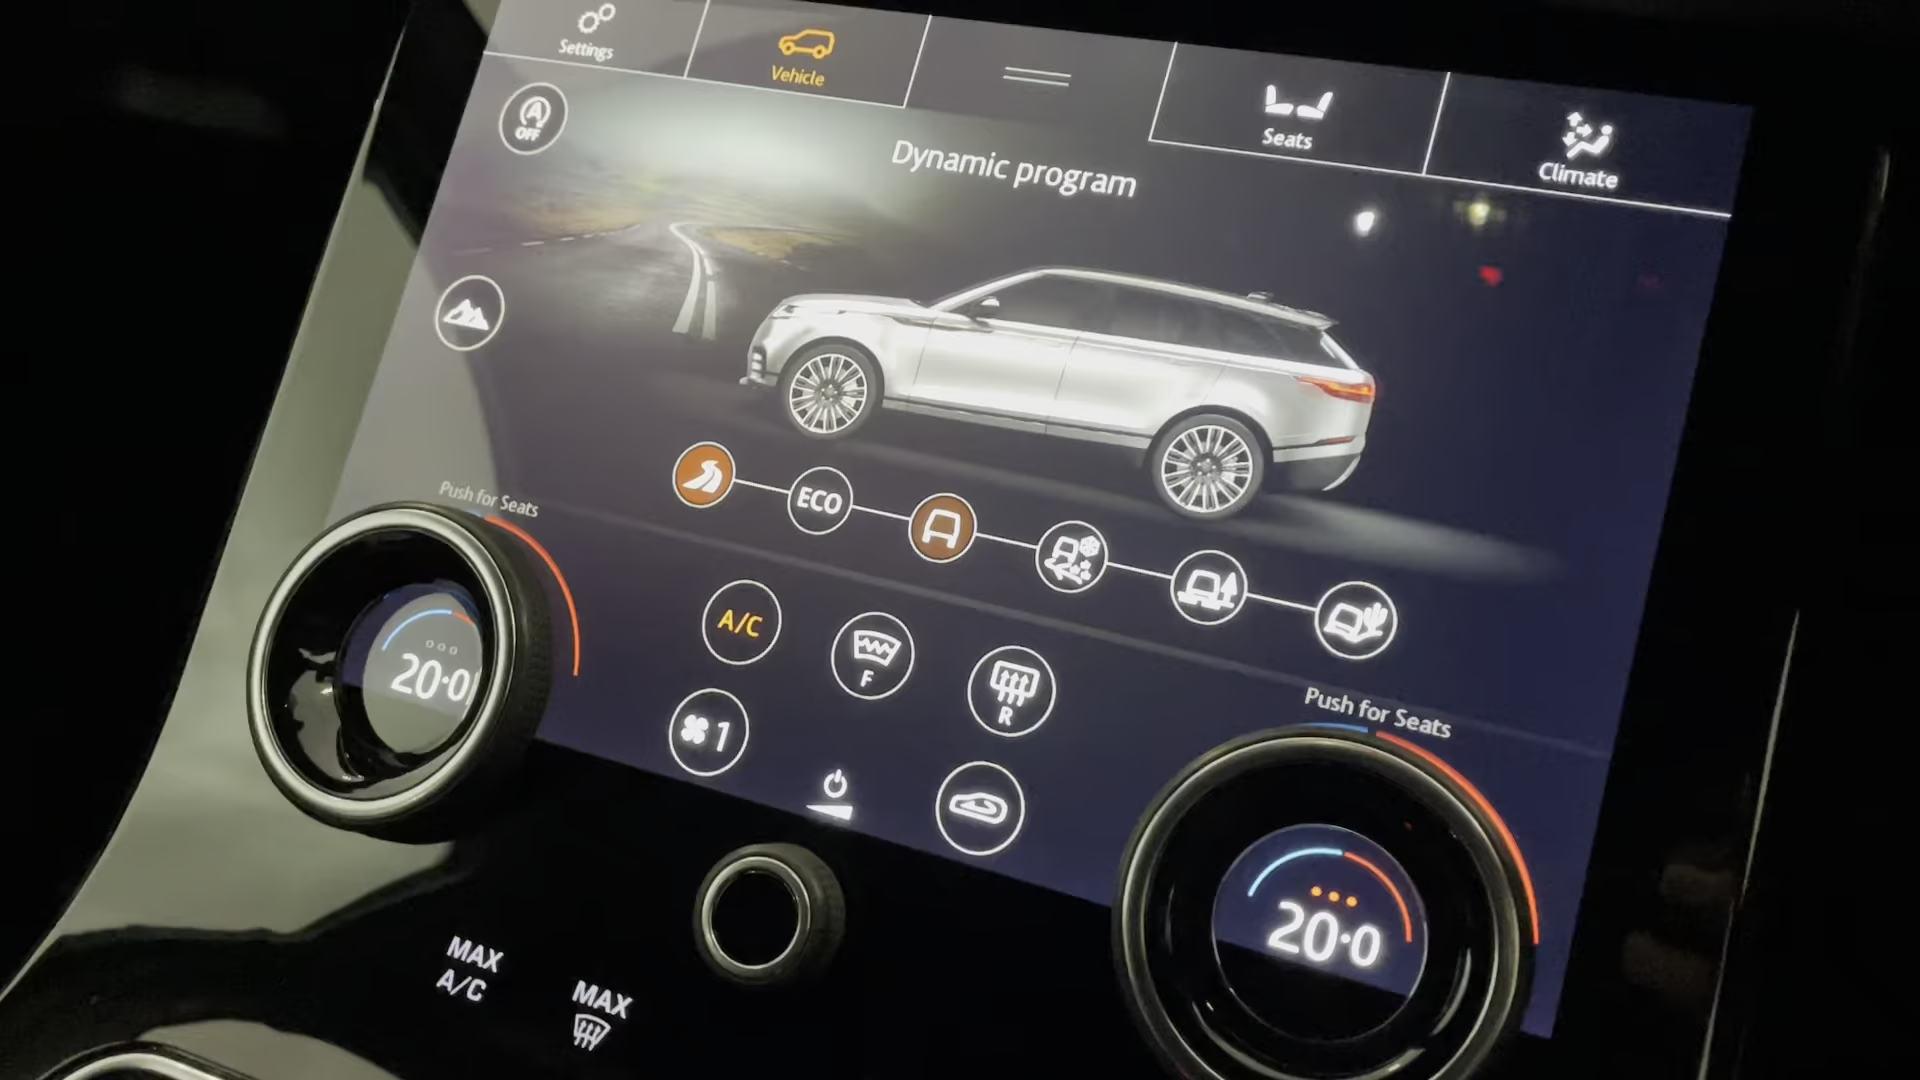 Settings
Vehicle
Seats
Climate
A
OFF
Dynamic program
ECO
Push for Seats
20·0
A/C
F
R
1
Push for Seats
20·0
MAX
A/C
MAX